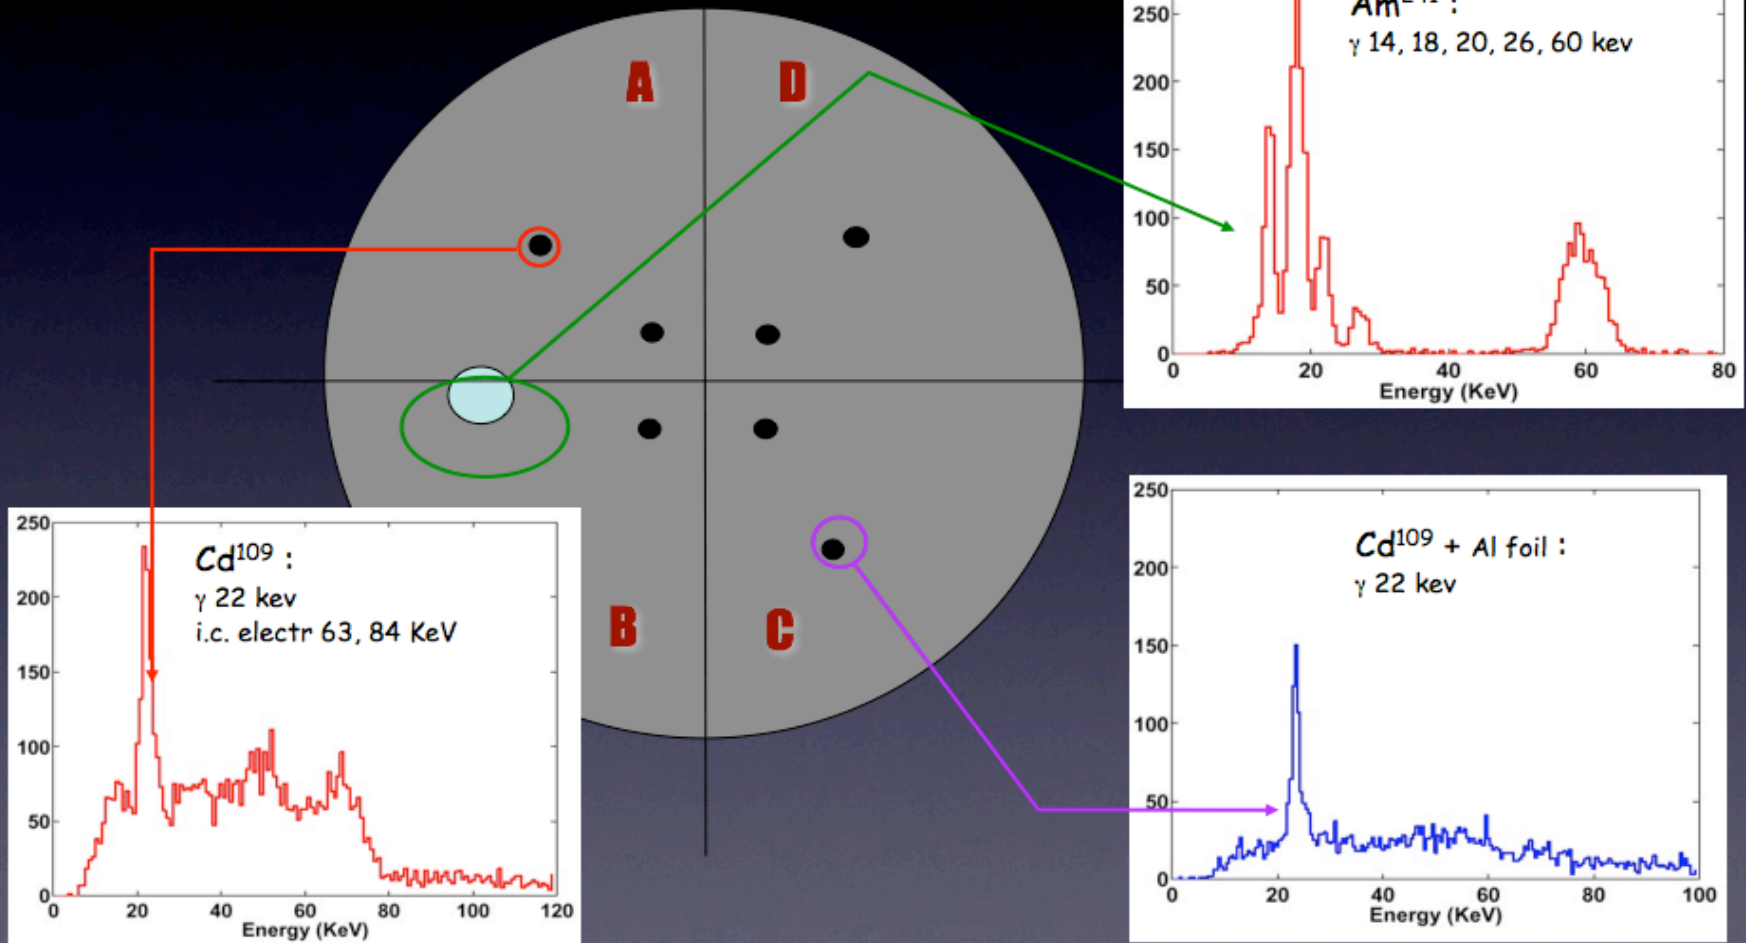 A
D
B
C
Am²⁴¹ :
γ 14, 18, 20, 26, 60 kev
250
200
150
100
50
0
0 20 40 60 80
Energy (KeV)
Cd¹⁰⁹ :
γ 22 kev
i.c. electr 63, 84 KeV
250
200
150
100
50
0
0 20 40 60 80 100 120
Energy (KeV)
Cd¹⁰⁹ + Al foil :
γ 22 kev
250
200
150
100
50
0
0 20 40 60 80 100
Energy (KeV)